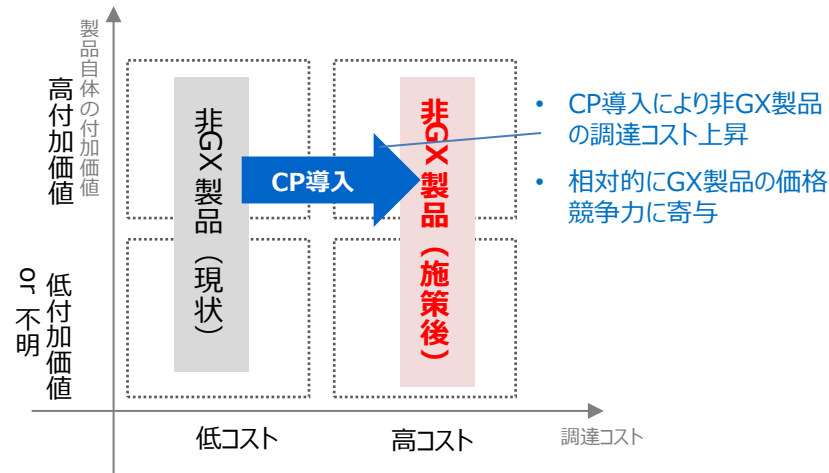 製品自体の付加価値
高付加価値
低付加価値
or 不明
非GX 製品（現状）
CP導入
非GX 製品（施策後）
• CP導入により非GX製品
の調達コスト上昇
• 相対的にGX製品の価格
競争力に寄与
低コスト
高コスト
調達コスト